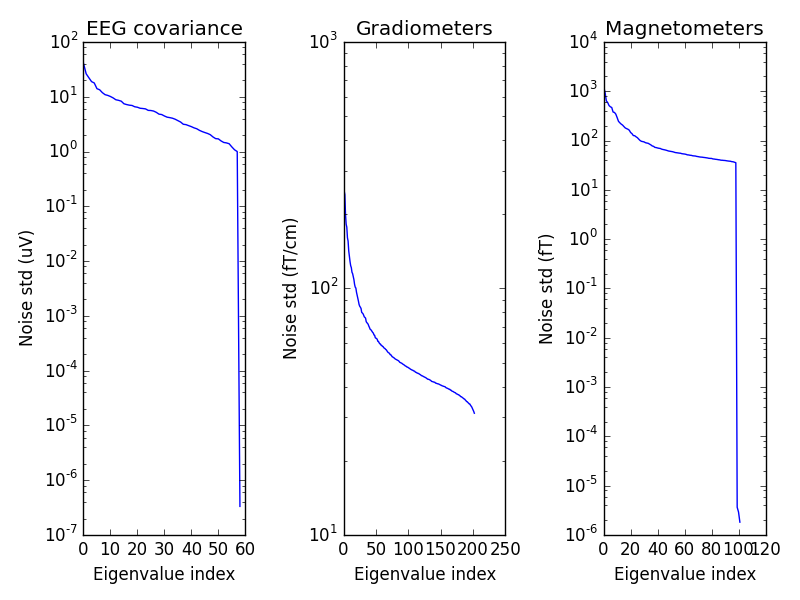 EEG covariance
Noise std (uV)
10^2
10^1
10^0
10^-1
10^-2
10^-3
10^-4
10^-5
10^-6
10^-7
0 10 20 30 40 50 60
Eigenvalue index
Gradiometers
Noise std (fT/cm)
10^3
10^2
10^1
0 50 100 150 200 250
Eigenvalue index
Magnetometers
Noise std (fT)
10^4
10^3
10^2
10^1
10^0
10^-1
10^-2
10^-3
10^-4
10^-5
10^-6
0 20 40 60 80 100 120
Eigenvalue index